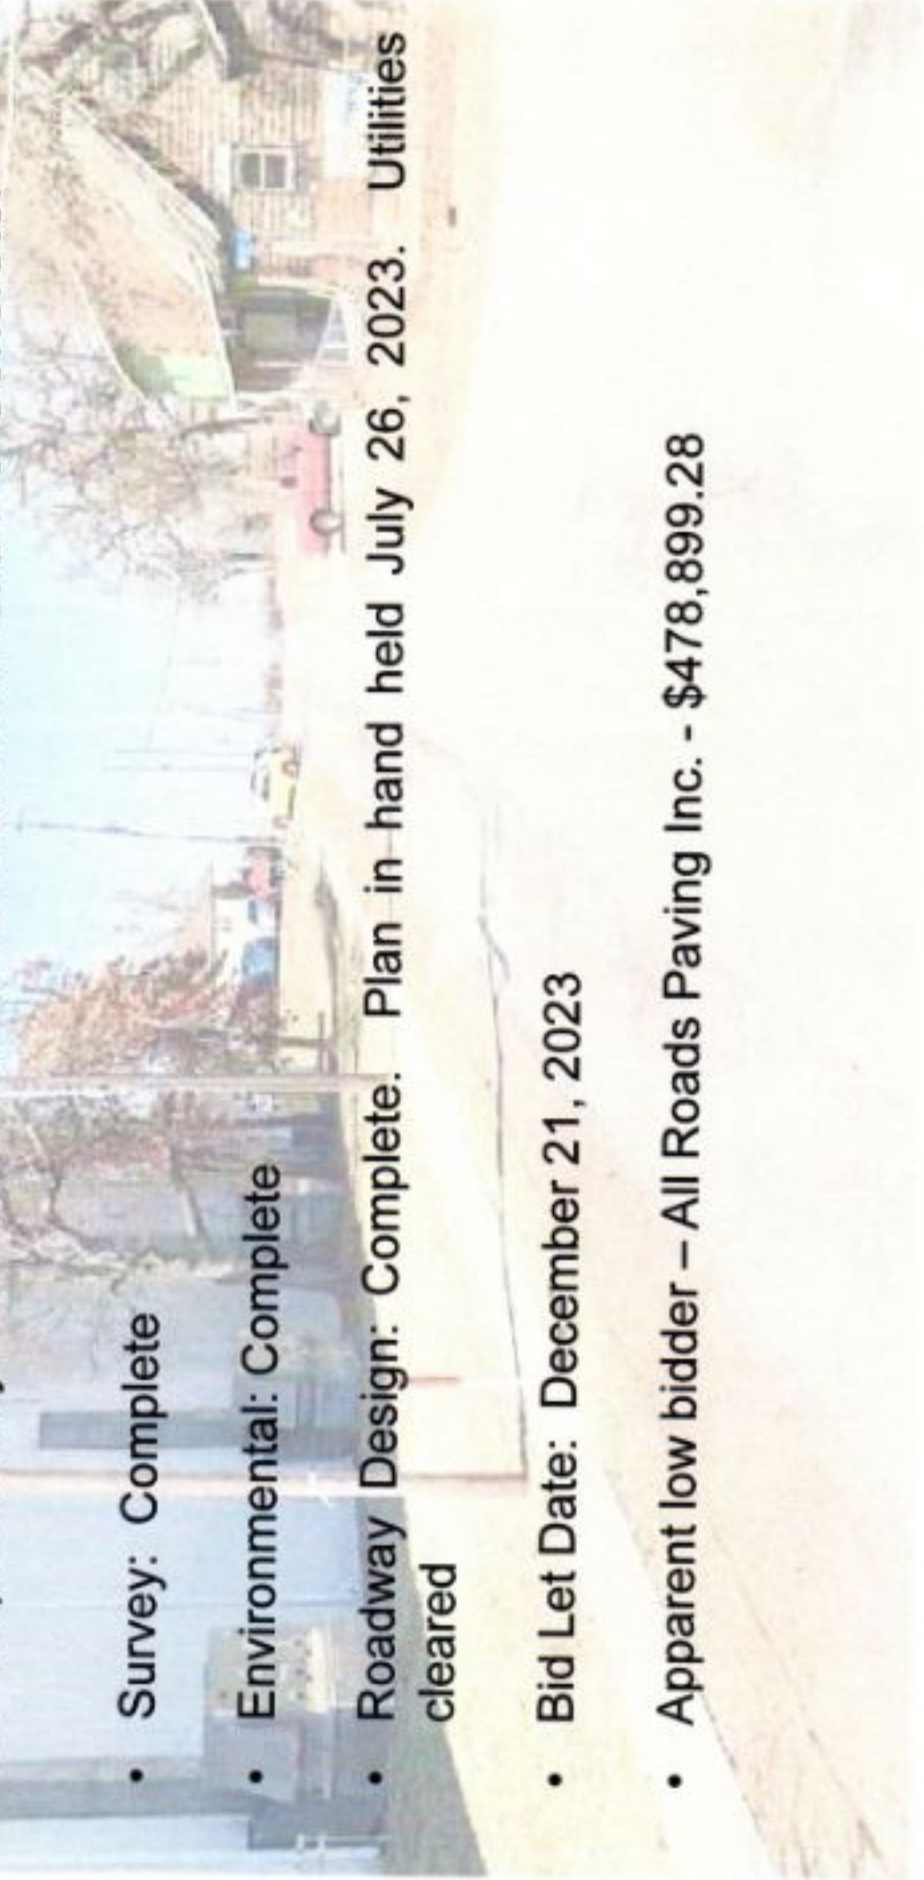 • Survey: Complete
• Environmental: Complete
• Roadway Design: Complete. Plan in-hand held July 26, 2023. Utilities
cleared
• Bid Let Date: December 21, 2023
• Apparent low bidder – All Roads Paving Inc. - $478,899.28